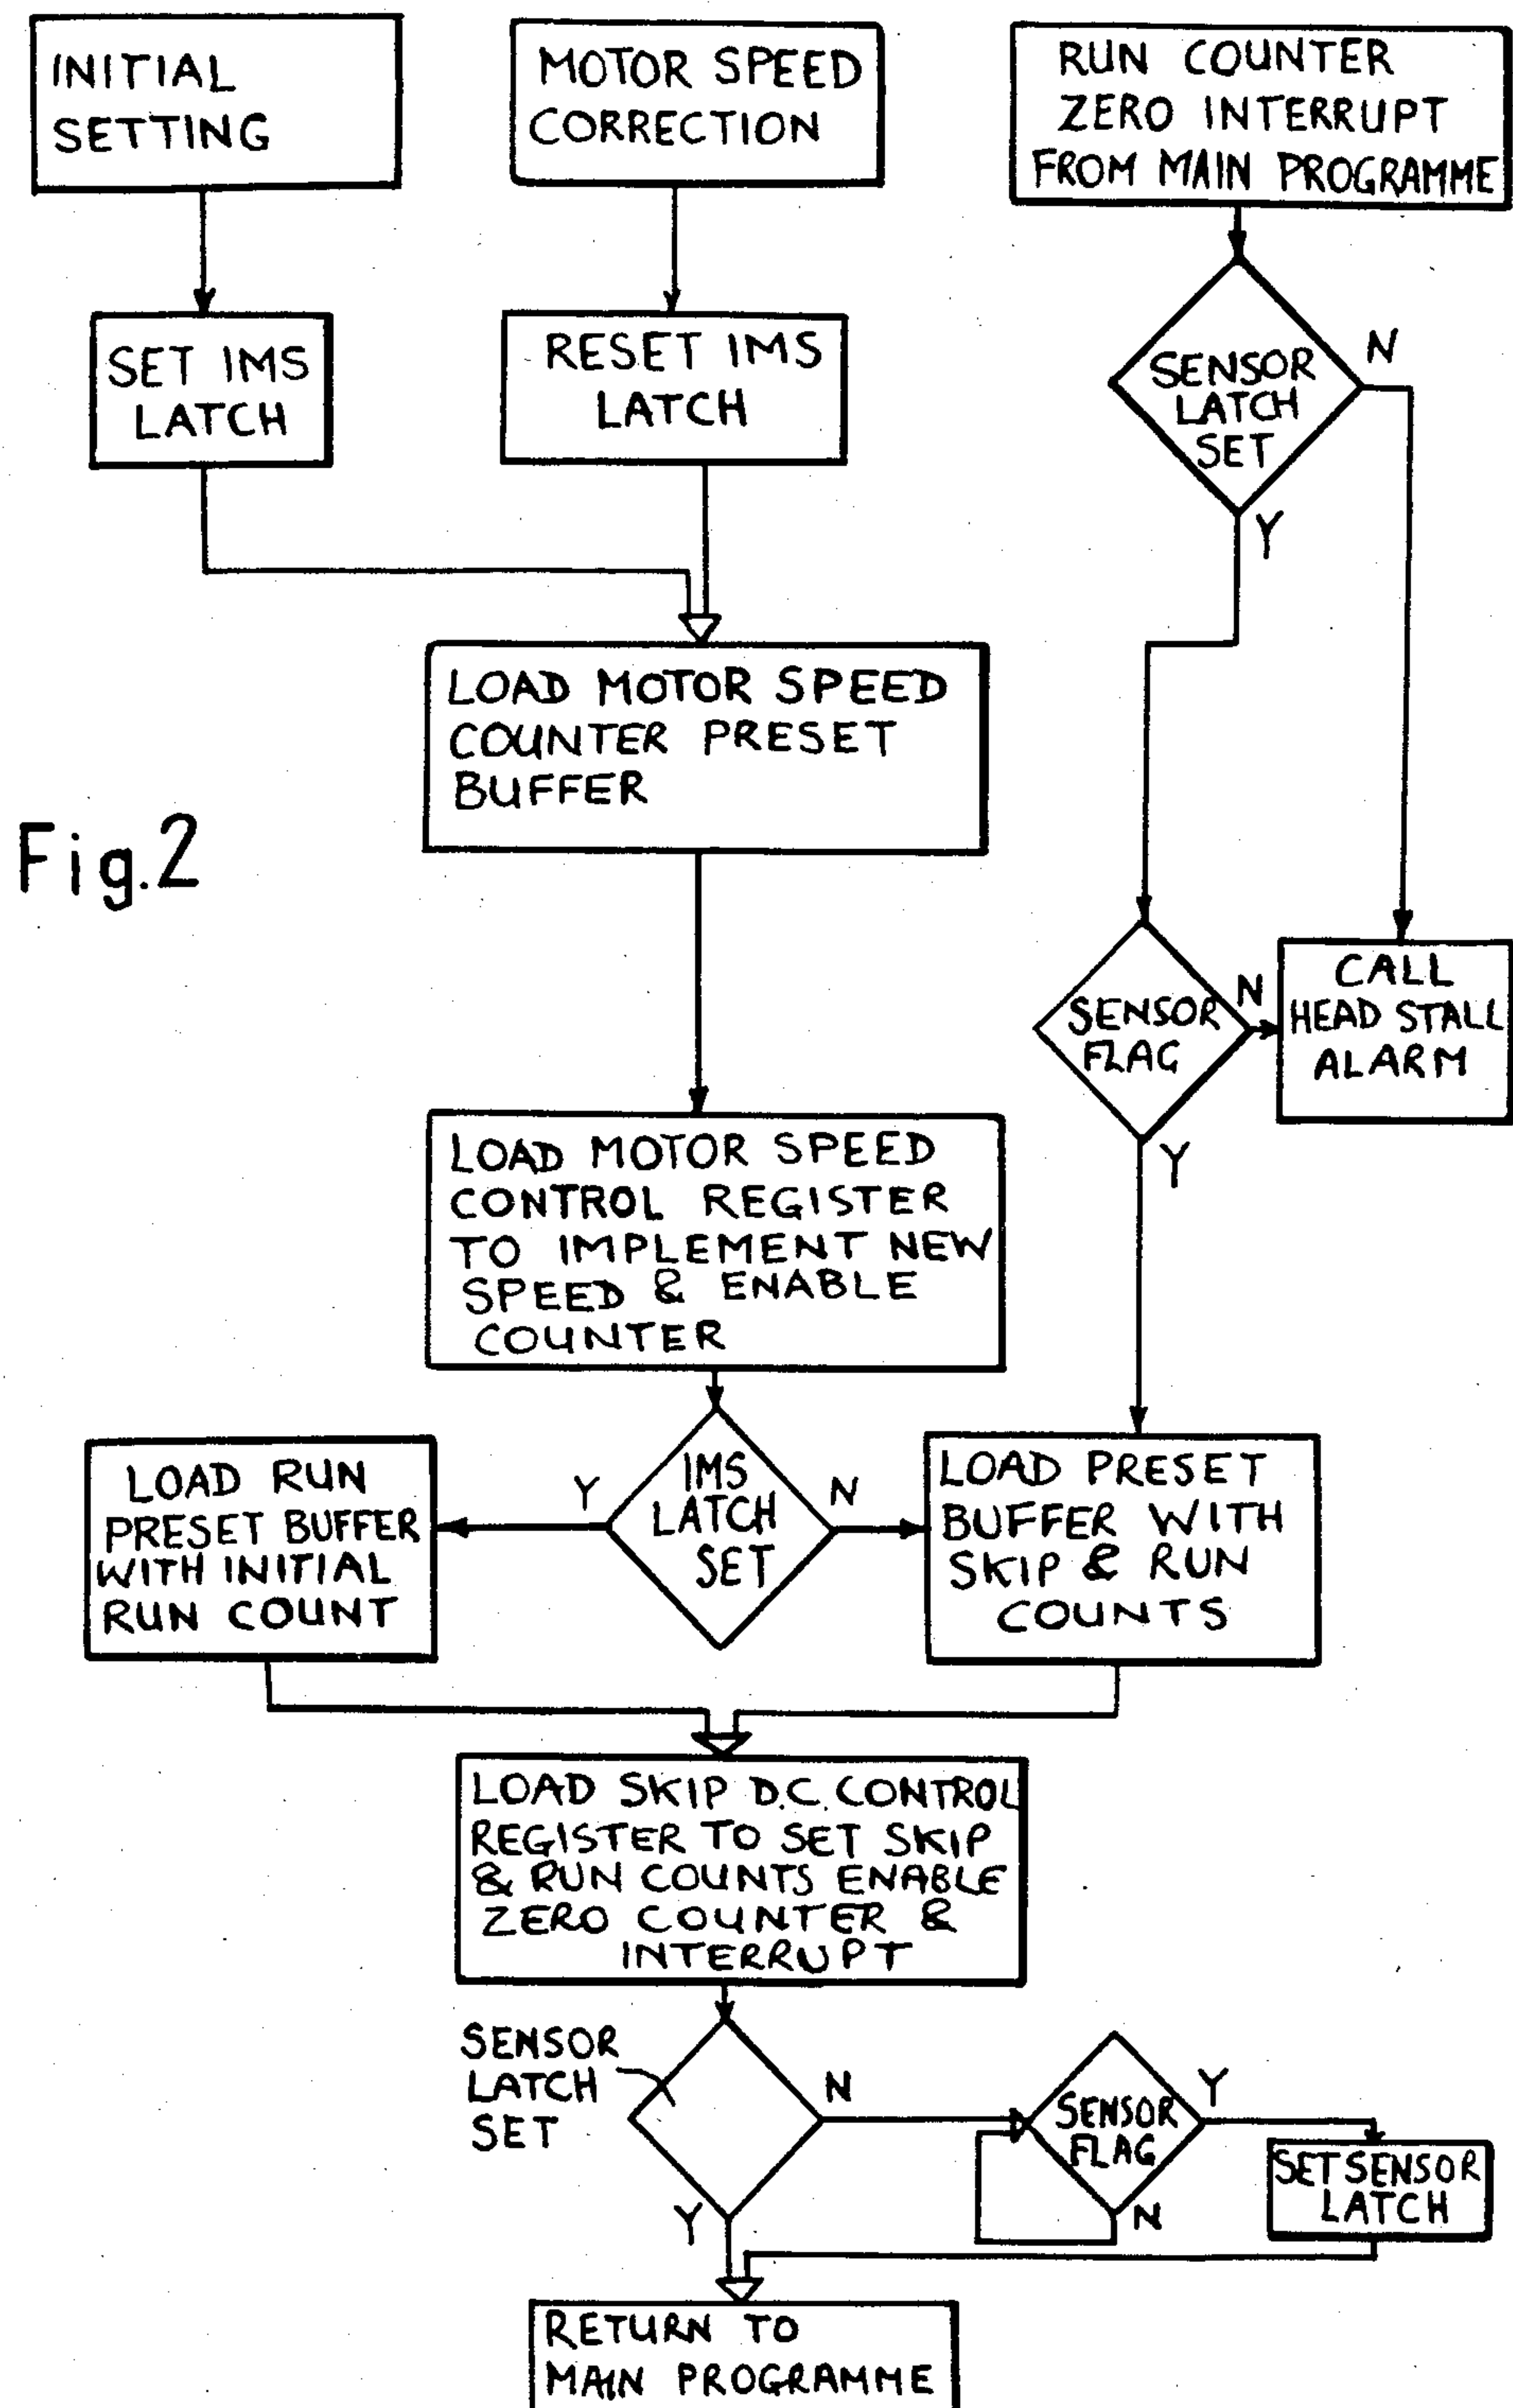 INITIAL
SETTING
MOTOR SPEED
CORRECTION
RUN COUNTER
ZERO INTERRUPT
FROM MAIN PROGRAMME
SET IMS
LATCH
RESET IMS
LATCH
SENSOR
LATCH
SET
N
Y
LOAD MOTOR SPEED
COUNTER PRESET
BUFFER
Fig.2
SENSOR
FLAG
N
Y
CALL
HEAD STALL
ALARM
LOAD MOTOR SPEED
CONTROL REGISTER
TO IMPLEMENT NEW
SPEED & ENABLE
COUNTER
LOAD RUN
PRESET BUFFER
WITH INITIAL
RUN COUNT
Y
IMS
LATCH
SET
N
LOAD PRESET
BUFFER WITH
SKIP & RUN
COUNTS
LOAD SKIP D.C. CONTROL
REGISTER TO SET SKIP
& RUN COUNTS ENABLE
ZERO COUNTER &
INTERRUPT
SENSOR
LATCH
SET
N
Y
SENSOR
FLAG
Y
N
SET SENSOR
LATCH
RETURN TO
MAIN PROGRAMME